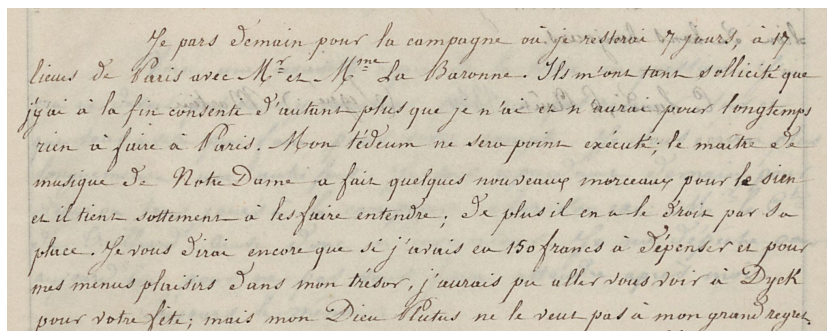 Je pars demain pour la campagne où je resterai 7 jours, à 17
lieues de Paris avec Mr et Mme La Baronne. Ils m'ont tant sollicité que
j'y ai à la fin consenti d'autant plus que je n'ai et n'aurai pour longtemps
rien à faire à Paris. Mon tédeum ne sera point exécuté; le maître de
musique de Notre Dame a fait quelques nouveaux morceaux pour le sien
et il tient sottement à les faire entendre; de plus il en a le droit par sa
place. Je vous dirai encore que si j'avais eu 150 francs à dépenser et pour
mes menus plaisirs dans mon trésor, j'aurais pu aller vous voir à Dyck
pour votre fête; mais mon Dieu Plutus ne le veut pas à mon grand regret.